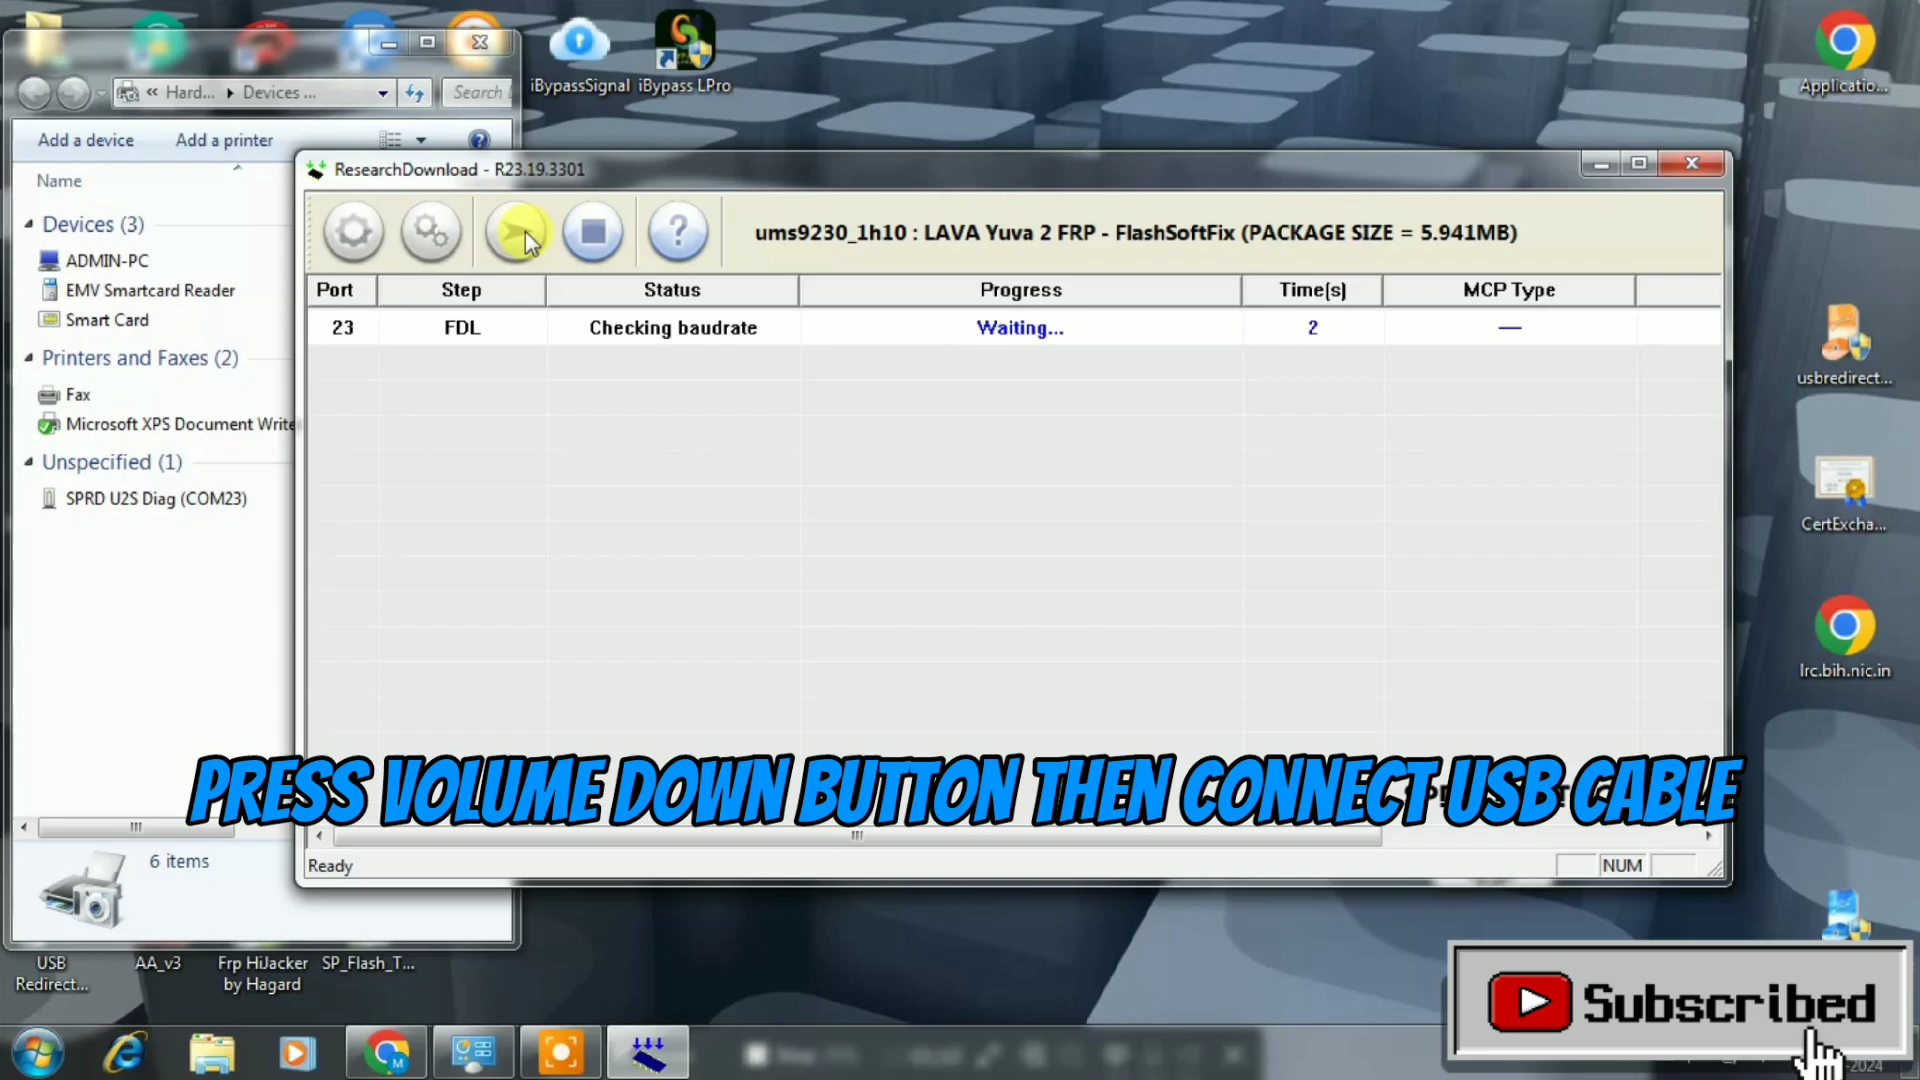 iBypassSignal iBypass LPro
Applicatio...
« Hard... Devices ... Search
Add a device Add a printer
Name
Devices (3)
ADMIN-PC
EMV Smartcard Reader
Smart Card
Printers and Faxes (2)
Fax
Microsoft XPS Document Write
Unspecified (1)
SPRD U2S Diag (COM23)
6 items
ResearchDownload - R23.19.3301
ums9230_1h10 : LAVA Yuva 2 FRP - FlashSoftFix (PACKAGE SIZE = 5.941MB)
Port Step Status Progress Time(s) MCP Type
23 FDL Checking baudrate Waiting... 2 —
PRESS VOLUME DOWN BUTTON THEN CONNECT USB CABLE
Ready NUM
usbredirect...
CertExcha...
lrc.bih.nic.in
USB Redirect...
AA_v3
Frp HiJacker by Hagard
SP_Flash_T...
Subscribed
-2024